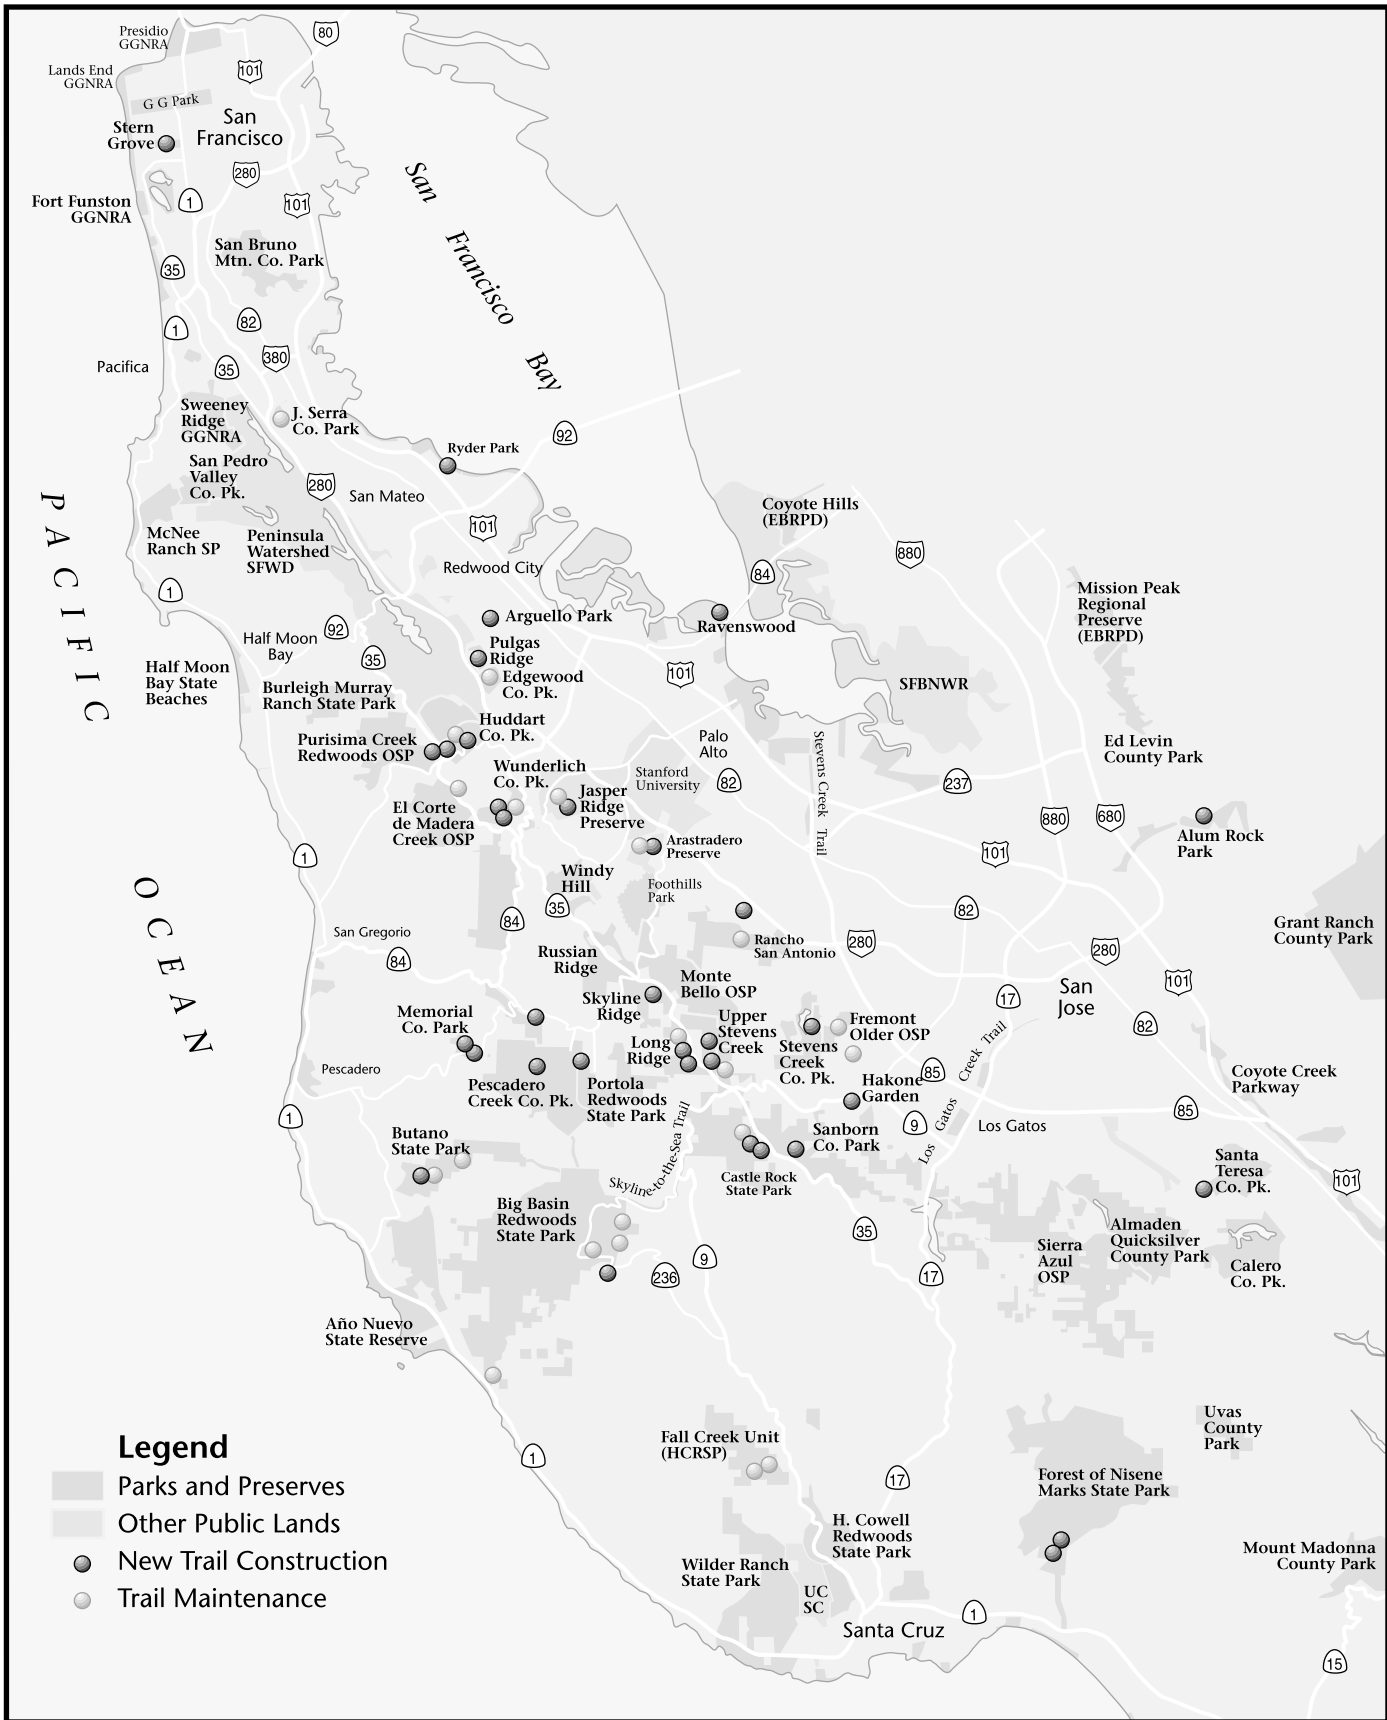 Presidio
GGNRA
80
Lands End
GGNRA
101
G G Park
San
Francisco
Stern
Grove
280
Fort Funston
GGNRA
1
101
San
Francisco
Bay
San Bruno
Mtn. Co. Park
35
1
82
380
Pacifica
35
Sweeney
Ridge
GGNRA
J. Serra
Co. Park
92
Ryder Park
San Pedro
Valley
Co. Pk.
280
San Mateo
PACIFIC
OCEAN
Coyote Hills
(EBRPD)
McNee
Ranch SP
Peninsula
Watershed
SFWD
101
880
Redwood City
84
1
Mission Peak
Regional
Preserve
(EBRPD)
92
Arguello Park
Ravenswood
Half Moon
Bay
35
Pulgas
Ridge
Half Moon
Bay State
Beaches
Edgewood
Co. Pk.
101
SFBNWR
Burleigh Murray
Ranch State Park
Huddart
Co. Pk.
Purisima Creek
Redwoods OSP
Palo
Alto
Stevens Creek Trail
Ed Levin
County Park
Wunderlich
Co. Pk.
Stanford
University
82
237
Jasper
Ridge
Preserve
El Corte
de Madera
Creek OSP
880
680
Alum Rock
Park
Arastradero
Preserve
101
1
Windy
Hill
Foothills
Park
35
84
82
Grant Ranch
County Park
San Gregorio
84
Rancho
San Antonio
280
280
Russian
Ridge
Monte
Bello OSP
101
San
Jose
17
Skyline
Ridge
Memorial
Co. Park
Upper
Stevens
Creek
Fremont
Older OSP
82
Long
Ridge
Stevens
Creek
Co. Pk.
Los Gatos Creek Trail
Pescadero
85
Coyote Creek
Parkway
Pescadero
Creek Co. Pk.
Portola
Redwoods
State Park
Hakone
Garden
85
1
9
Los Gatos
Butano
State Park
Skyline-to-the-Sea Trail
Sanborn
Co. Park
Castle Rock
State Park
Santa
Teresa
Co. Pk.
101
Big Basin
Redwoods
State Park
35
Almaden
Quicksilver
County Park
Sierra
Azul
OSP
9
236
17
Calero
Co. Pk.
Año Nuevo
State Reserve
Uvas
County
Park
Fall Creek Unit
(HCRSP)
1
17
Forest of Nisene
Marks State Park
H. Cowell
Redwoods
State Park
Mount Madonna
County Park
Wilder Ranch
State Park
UC
SC
1
Santa Cruz
15
Legend
Parks and Preserves
Other Public Lands
New Trail Construction
Trail Maintenance